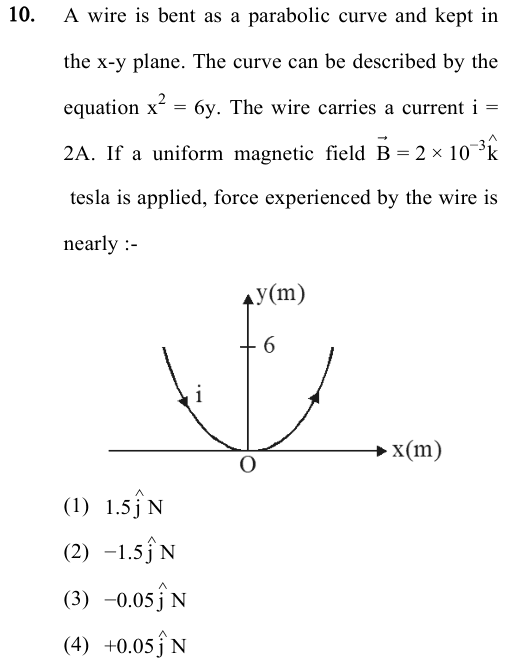 10. A wire is bent as a parabolic curve and kept in
the x-y plane. The curve can be described by the
equation x² = 6y. The wire carries a current i =
2A. If a uniform magnetic field B⃗ = 2 × 10⁻³k̂
tesla is applied, force experienced by the wire is
nearly :-
y(m)
6
i
x(m)
O
(1) 1.5ĵ N
(2) −1.5ĵ N
(3) −0.05ĵ N
(4) +0.05ĵ N